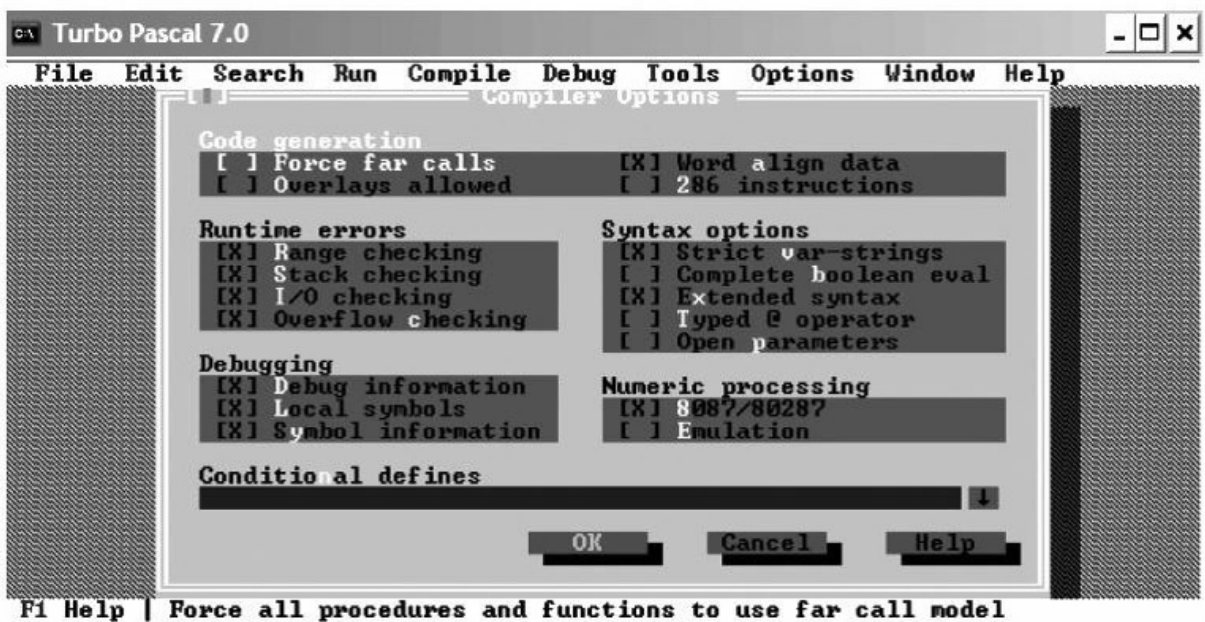 Turbo Pascal 7.0
File Edit Search Run Compile Debug Tools Options Window Help
Compiler Options
Code generation
[ ] Force far calls [X] Word align data
[ ] Overlays allowed [ ] 286 instructions
Runtime errors
[X] Range checking
[X] Stack checking
[X] I/O checking
[X] Overflow checking
Syntax options
[X] Strict var-strings
[ ] Complete boolean eval
[X] Extended syntax
[ ] Typed @ operator
[ ] Open parameters
Debugging
[X] Debug information
[X] Local symbols
[X] Symbol information
Numeric processing
[X] 8087/80287
[ ] Emulation
Conditional defines
OK Cancel Help
F1 Help | Force all procedures and functions to use far call model